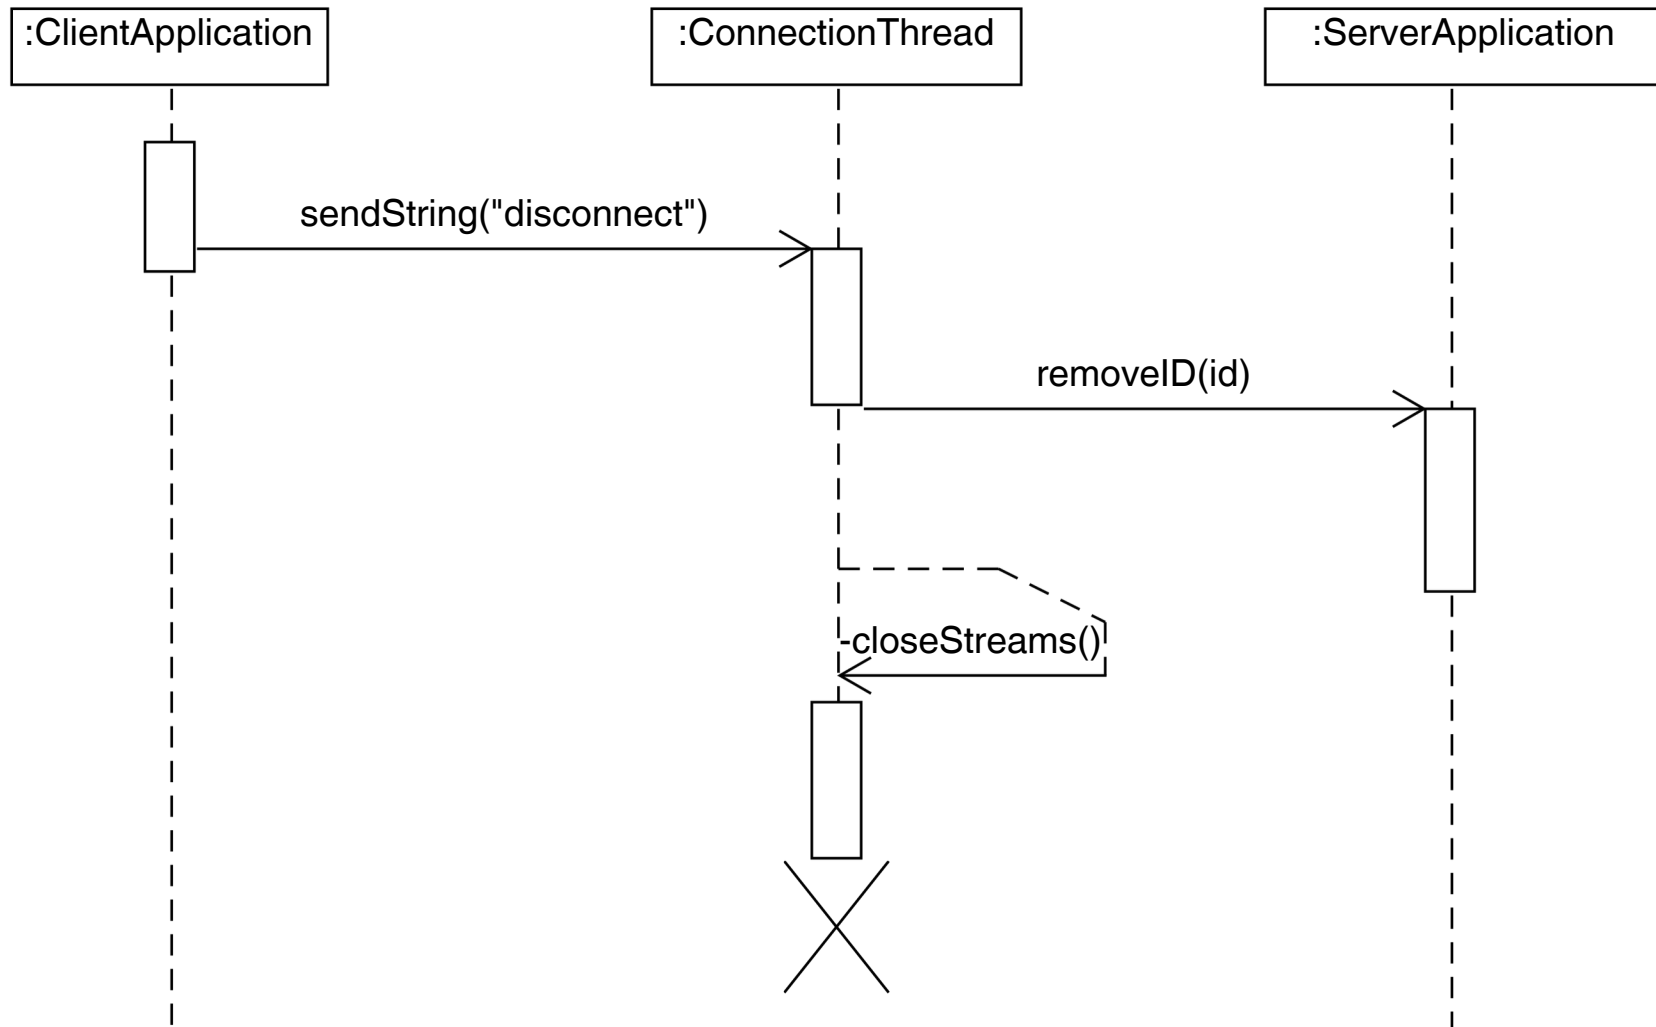 :ClientApplication
:ConnectionThread
:ServerApplication
sendString("disconnect")
removeID(id)
-closeStreams()